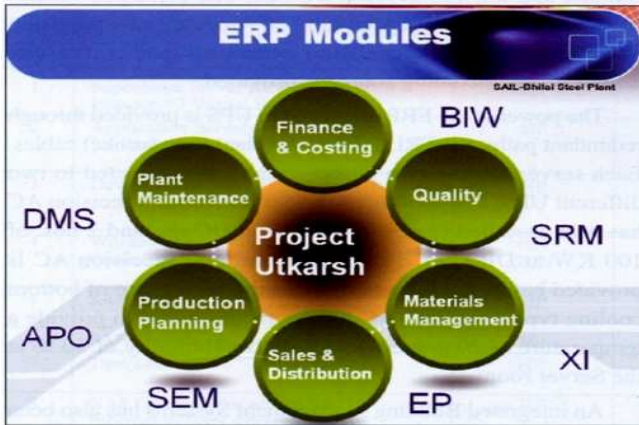 ERP Modules
SAIL-Bhilai Steel Plant
BIW
Finance
& Costing
Plant
Maintenance
Quality
DMS
SRM
Project
Utkarsh
Production
Planning
Materials
Management
APO
Sales &
Distribution
XI
SEM
EP